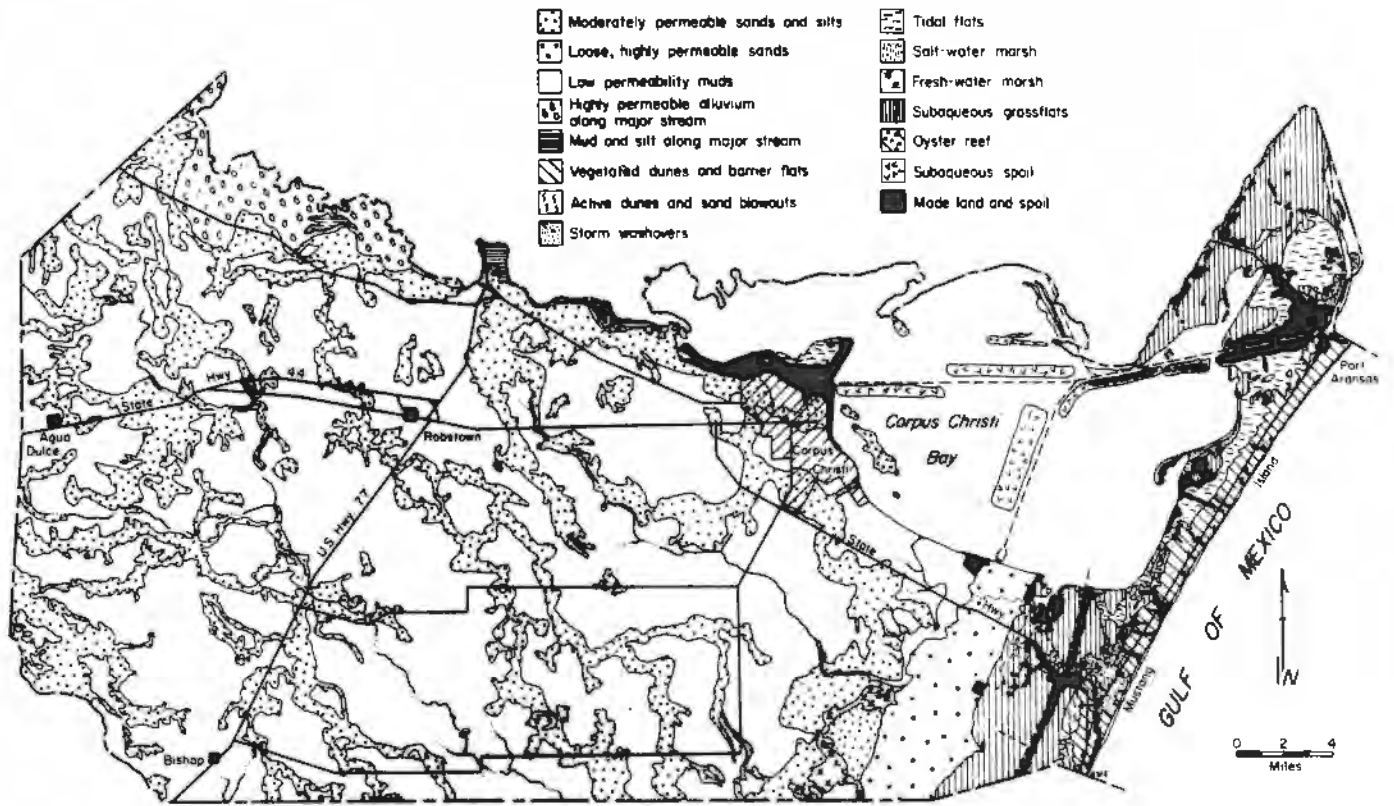 Moderately permeable sands and silts
Loose, highly permeable sands
Low permeability muds
Highly permeable alluvium
along major stream
Mud and silt along major stream
Vegetated dunes and barrier flats
Active dunes and sand blowouts
Storm washovers
Tidal flats
Salt-water marsh
Fresh-water marsh
Subaqueous grassflats
Oyster reef
Subaqueous spoil
Made land and spoil
Port
Aransas
Hwy 44
State
Agua
Dulce
Robstown
Corpus
Christi
Corpus Christi
Bay
U.S. Hwy. 77
State
Hwy
Island
Mustang
GULF OF MEXICO
Bishop
N
0 2 4
Miles